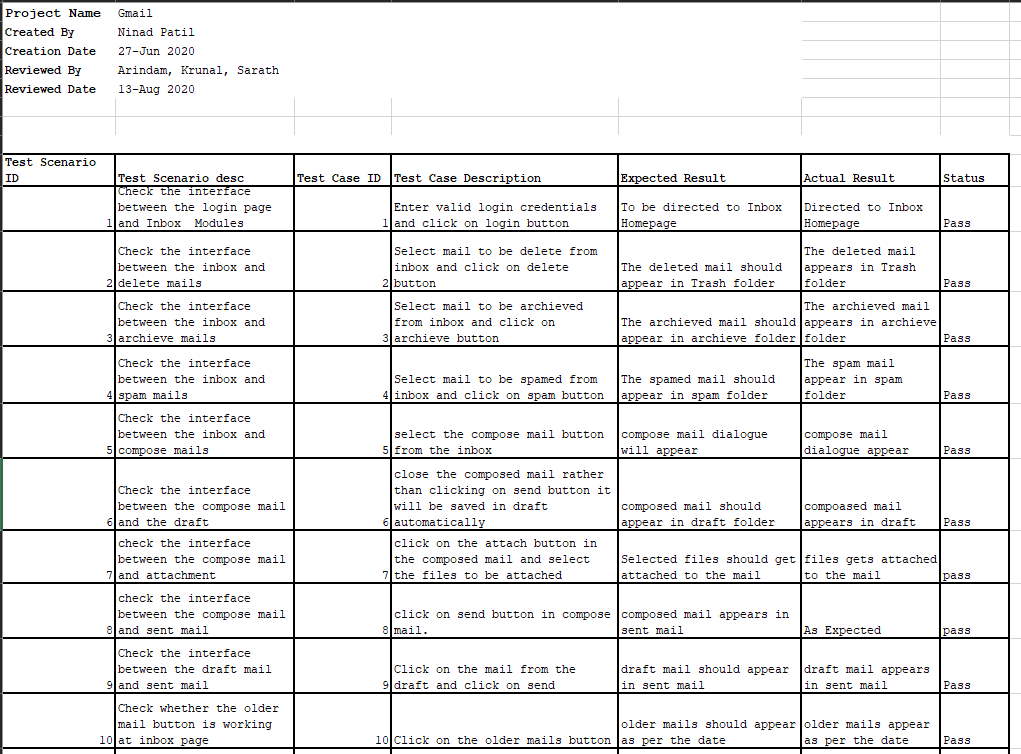 Project Name Gmail
Created By Ninad Patil
Creation Date 27-Jun 2020
Reviewed By Arindam, Krunal, Sarath
Reviewed Date 13-Aug 2020
Test Scenario
ID
Test Scenario desc
Test Case ID
Test Case Description
Expected Result
Actual Result
Status
1
Check the interface
between the login page
and Inbox Modules
1
Enter valid login credentials
and click on login button
To be directed to Inbox
Homepage
Directed to Inbox
Homepage
Pass
2
Check the interface
between the inbox and
delete mails
2
Select mail to be delete from
inbox and click on delete
button
The deleted mail should
appear in Trash folder
The deleted mail
appears in Trash
folder
Pass
3
Check the interface
between the inbox and
archieve mails
3
Select mail to be archieved
from inbox and click on
archieve button
The archieved mail should
appear in archieve folder
The archieved mail
appears in archieve
folder
Pass
4
Check the interface
between the inbox and
spam mails
4
Select mail to be spamed from
inbox and click on spam button
The spamed mail should
appear in spam folder
The spam mail
appear in spam
folder
Pass
5
Check the interface
between the inbox and
compose mails
5
select the compose mail button
from the inbox
compose mail dialogue
will appear
compose mail
dialogue appear
Pass
6
Check the interface
between the compose mail
and the draft
6
close the composed mail rather
than clicking on send button it
will be saved in draft
automatically
composed mail should
appear in draft folder
compoased mail
appears in draft
Pass
7
check the interface
between the compose mail
and attachment
7
click on the attach button in
the composed mail and select
the files to be attached
Selected files should get
attached to the mail
files gets attached
to the mail
pass
8
check the interface
between the compose mail
and sent mail
8
click on send button in compose
mail.
composed mail appears in
sent mail
As Expected
pass
9
Check the interface
between the draft mail
and sent mail
9
Click on the mail from the
draft and click on send
draft mail should appear
in sent mail
draft mail appears
in sent mail
Pass
10
Check whether the older
mail button is working
at inbox page
10
Click on the older mails button
older mails should appear
as per the date
older mails appear
as per the date
Pass